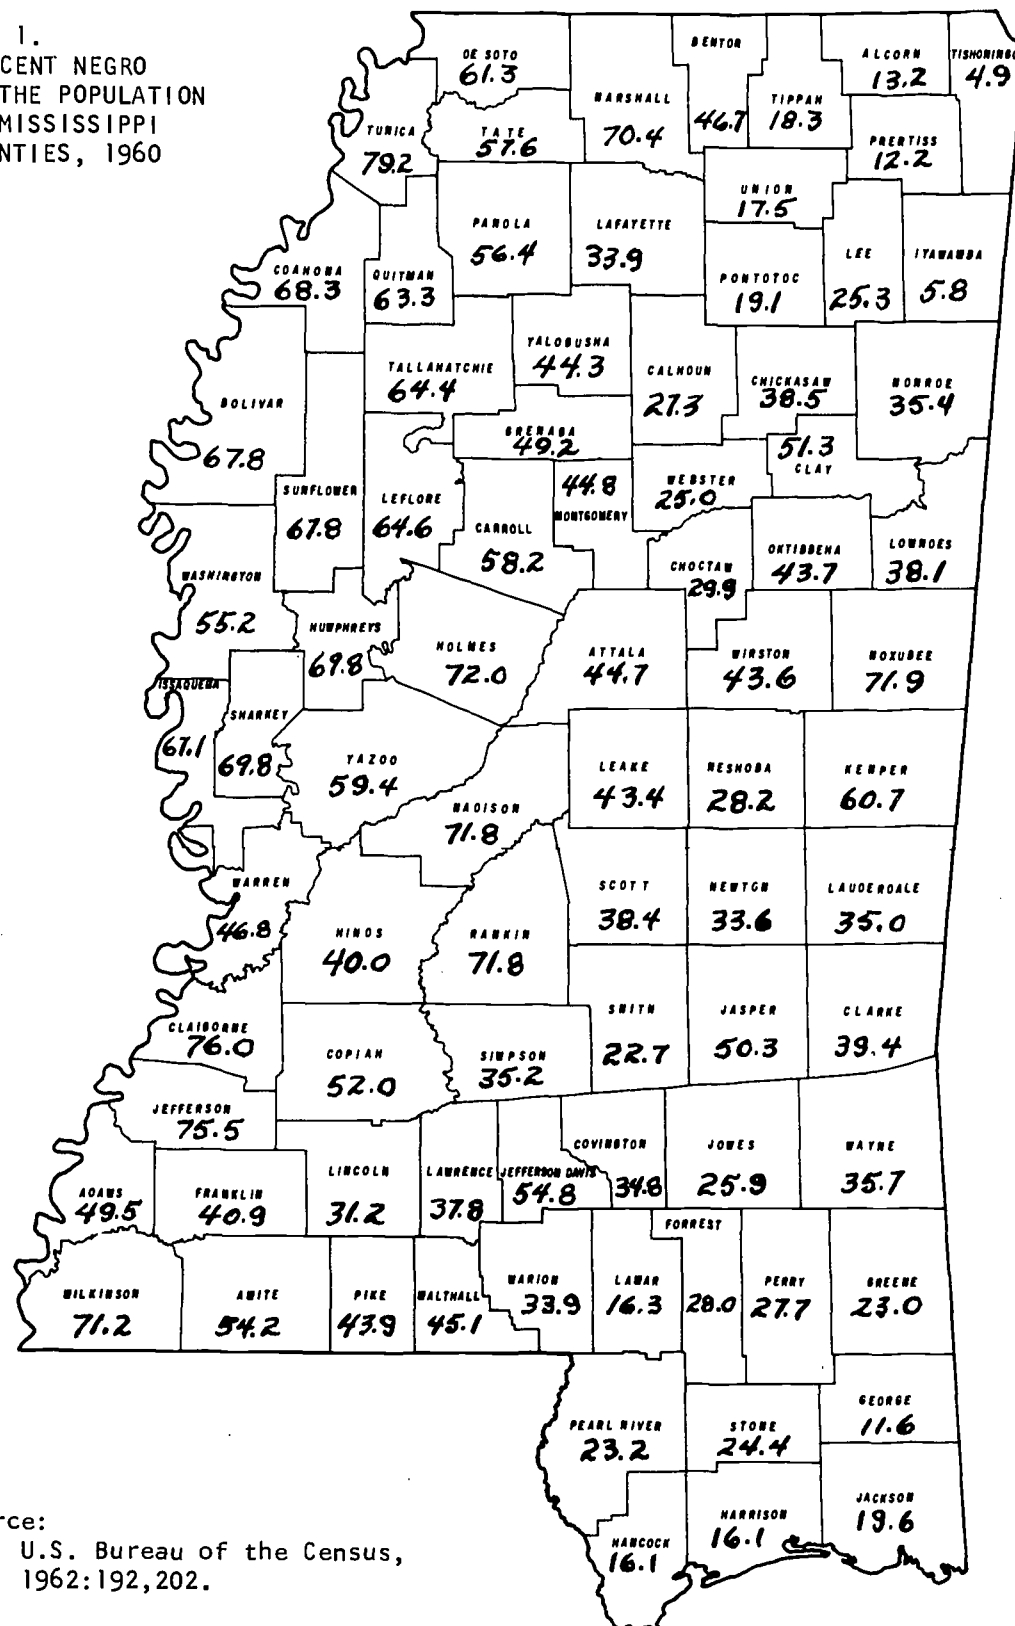 1.
CENT NEGRO
THE POPULATION
MISSISSIPPI
NTIES, 1960
DE SOTO
61.3
BENTON
46.7
ALCORN
13.2
TISHOMINGO
4.9
MARSHALL
70.4
TIPPAH
18.3
TUNICA
79.2
TATE
57.6
PRENTISS
12.2
UNION
17.5
PANOLA
56.4
LAFAYETTE
33.9
LEE
25.3
ITAWAMBA
5.8
COAHOMA
68.3
QUITMAN
63.3
PONTOTOC
19.1
YALOBUSHA
44.3
TALLAHATCHIE
64.4
CALHOUN
27.3
CHICKASAW
38.5
MONROE
35.4
BOLIVAR
67.8
GRENADA
49.2
51.3
CLAY
SUNFLOWER
67.8
LEFLORE
64.6
44.8
MONTGOMERY
WEBSTER
25.0
CARROLL
58.2
OKTIBBEHA
43.7
LOWNDES
38.1
WASHINGTON
55.2
CHOCTAW
29.9
HUMPHREYS
69.8
HOLMES
72.0
ATTALA
44.7
WINSTON
43.6
NOXUBEE
71.9
ISSAQUENA
67.1
SHARKEY
69.8
YAZOO
59.4
LEAKE
43.4
NESHOBA
28.2
KEMPER
60.7
MADISON
71.8
WARREN
46.8
SCOTT
38.4
NEWTON
33.6
LAUDERDALE
35.0
HINDS
40.0
RANKIN
71.8
CLAIBORNE
76.0
SMITH
22.7
JASPER
50.3
CLARKE
39.4
COPIAH
52.0
SIMPSON
35.2
JEFFERSON
75.5
COVINGTON
34.8
JONES
25.9
WAYNE
35.7
ADAMS
49.5
FRANKLIN
40.9
LINCOLN
31.2
LAWRENCE
37.8
JEFFERSON DAVIS
54.8
FORREST
28.0
WILKINSON
71.2
AMITE
54.2
PIKE
43.9
WALTHALL
45.1
MARION
33.9
LAMAR
16.3
PERRY
27.7
GREENE
23.0
GEORGE
11.6
PEARL RIVER
23.2
STONE
24.4
JACKSON
19.6
HARRISON
16.1
HANCOCK
16.1
rce:
U.S. Bureau of the Census,
1962:192,202.